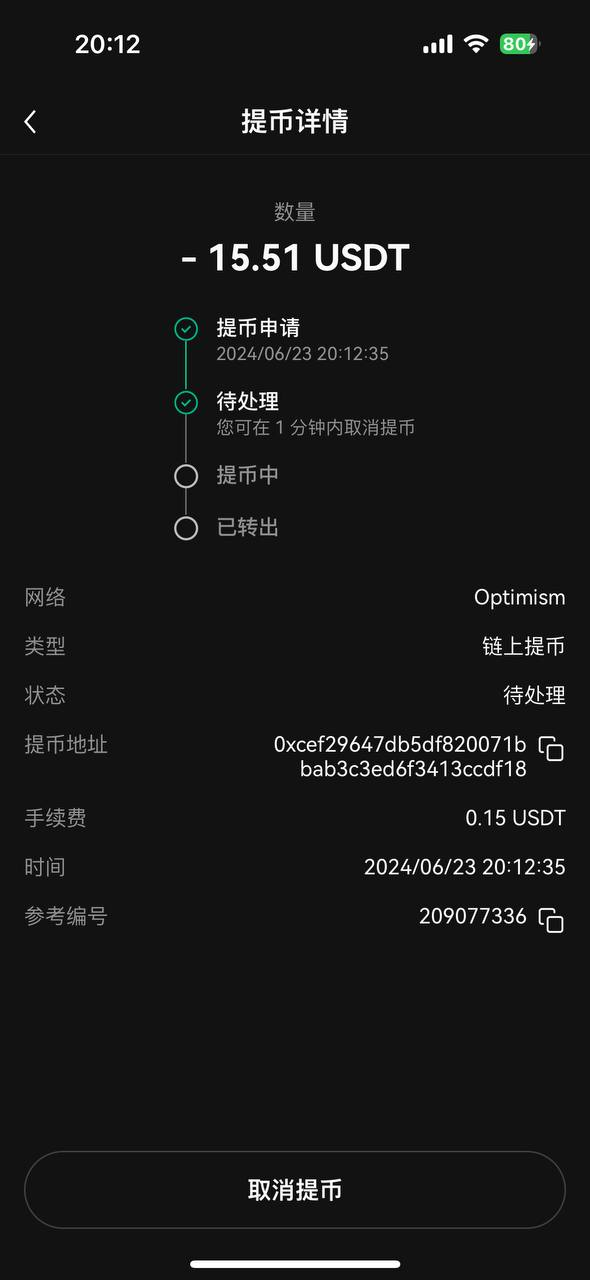 20:12
80
提币详情
数量
- 15.51 USDT
提币申请
2024/06/23 20:12:35
待处理
您可在 1 分钟内取消提币
提币中
已转出
网络 Optimism
类型 链上提币
状态 待处理
提币地址 0xcef29647db5df820071b
bab3c3ed6f3413ccdf18
手续费 0.15 USDT
时间 2024/06/23 20:12:35
参考编号 209077336
取消提币